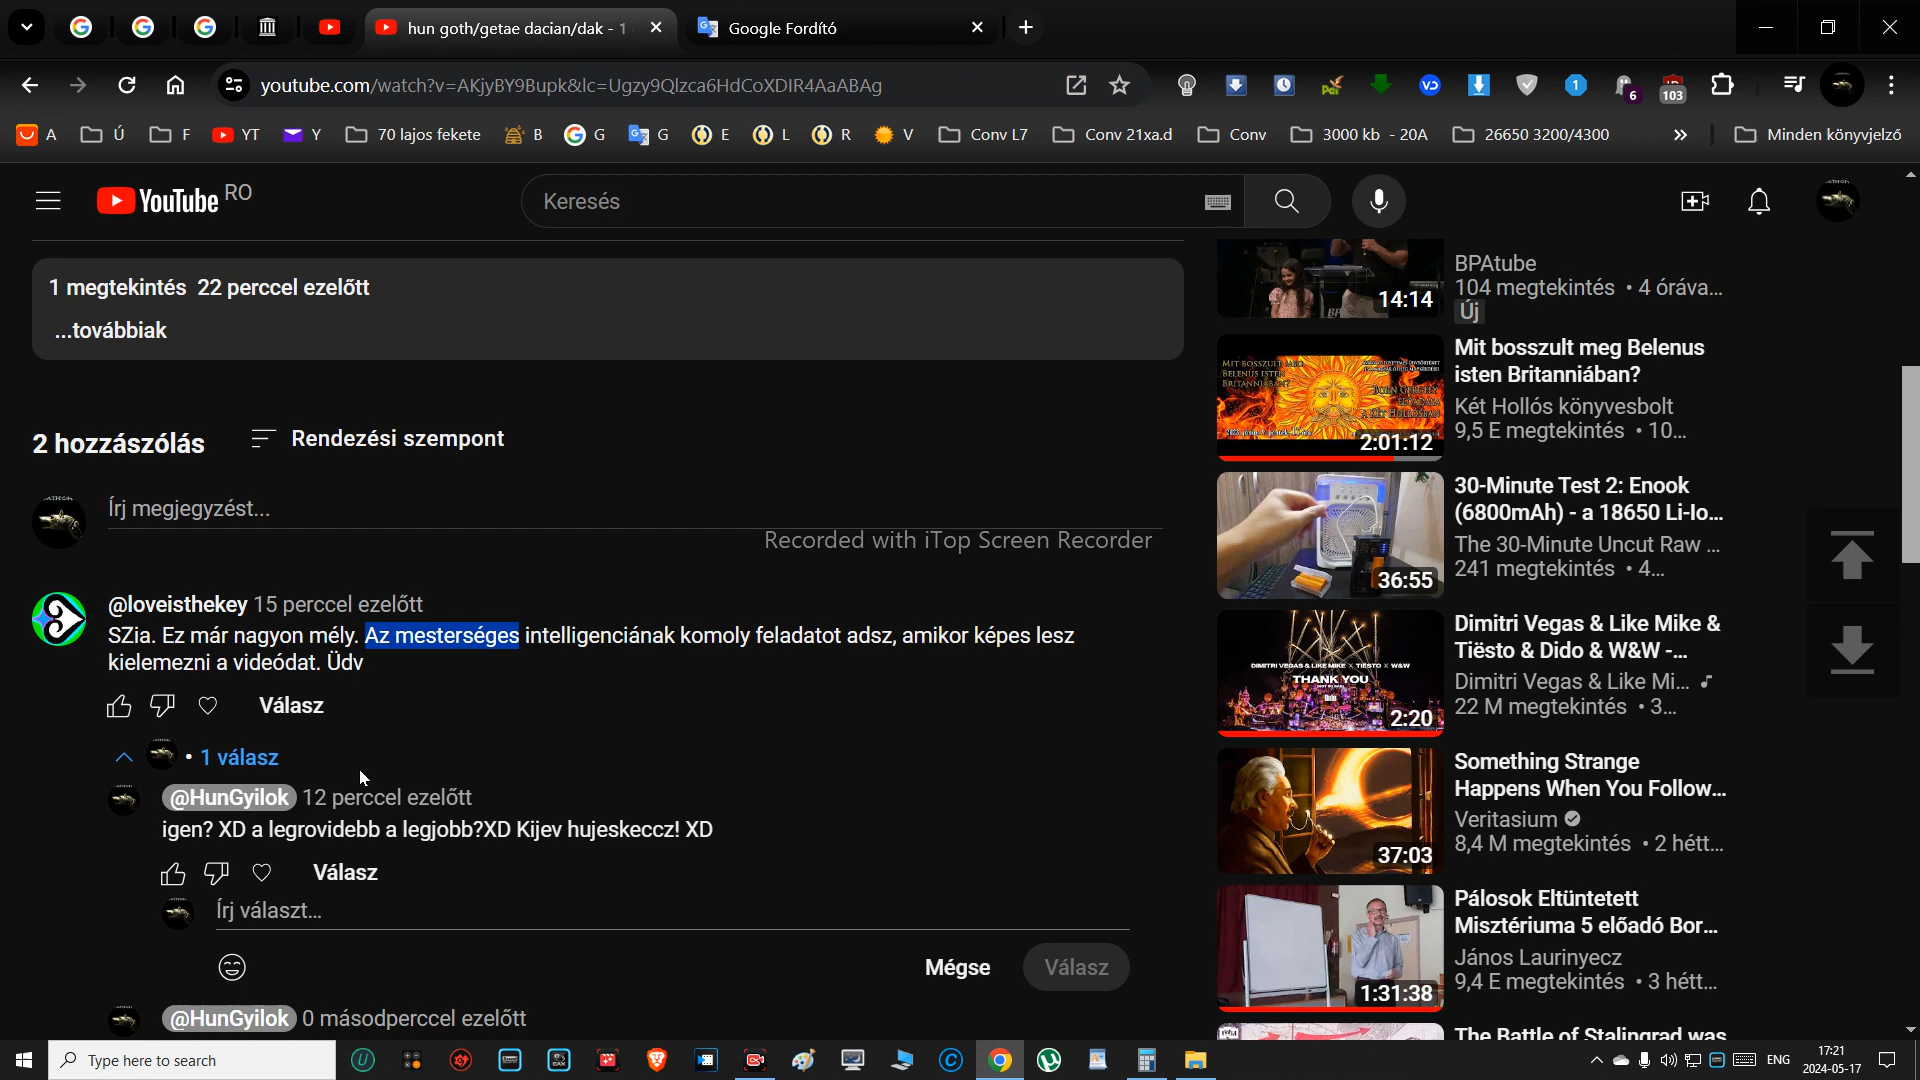 hun goth/getae dacian/dak - 1
Google Fordító
youtube.com/watch?v=AKjyBY9Bupk&lc=Ugzy9Qlzca6HdCoXDIR4AaABAg
6
103
A
Ú
F
YT
Y
70 lajos fekete
B
G
G
E
L
R
V
Conv L7
Conv 21xa.d
Conv
3000 kb - 20A
26650 3200/4300
»
Minden könyvjelző
YouTube RO
Keresés
1 megtekintés 22 perccel ezelőtt
...továbbiak
2 hozzászólás
Rendezési szempont
Írj megjegyzést...
Recorded with iTop Screen Recorder
@loveisthekey 15 perccel ezelőtt
SZia. Ez már nagyon mély. Az mesterséges intelligenciának komoly feladatot adsz, amikor képes lesz
kielemezni a videódat. Üdv
Válasz
• 1 válasz
@HunGyilok 12 perccel ezelőtt
igen? XD a legrovidebb a legjobb?XD Kijev hujeskeccz! XD
Válasz
Írj választ...
Mégse
Válasz
@HunGyilok 0 másodperccel ezelőtt
14:14
BPAtube
104 megtekintés • 4 óráva...
Új
2:01:12
Mit bosszult meg Belenus
isten Britanniában?
Két Hollós könyvesbolt
9,5 E megtekintés • 10...
36:55
30-Minute Test 2: Enook
(6800mAh) - a 18650 Li-Io...
The 30-Minute Uncut Raw ...
241 megtekintés • 4...
DIMITRI VEGAS & LIKE MIKE X TIËSTO X W&W
THANK YOU
2:20
Dimitri Vegas & Like Mike &
Tiësto & Dido & W&W -...
Dimitri Vegas & Like Mi...
22 M megtekintés • 3...
37:03
Something Strange
Happens When You Follow...
Veritasium
8,4 M megtekintés • 2 hétt...
1:31:38
Pálosok Eltüntetett
Misztériuma 5 előadó Bor...
János Laurinyecz
9,4 E megtekintés • 3 hétt...
The Battle of Stalingrad was
Type here to search
ENG
17:21
2024-05-17